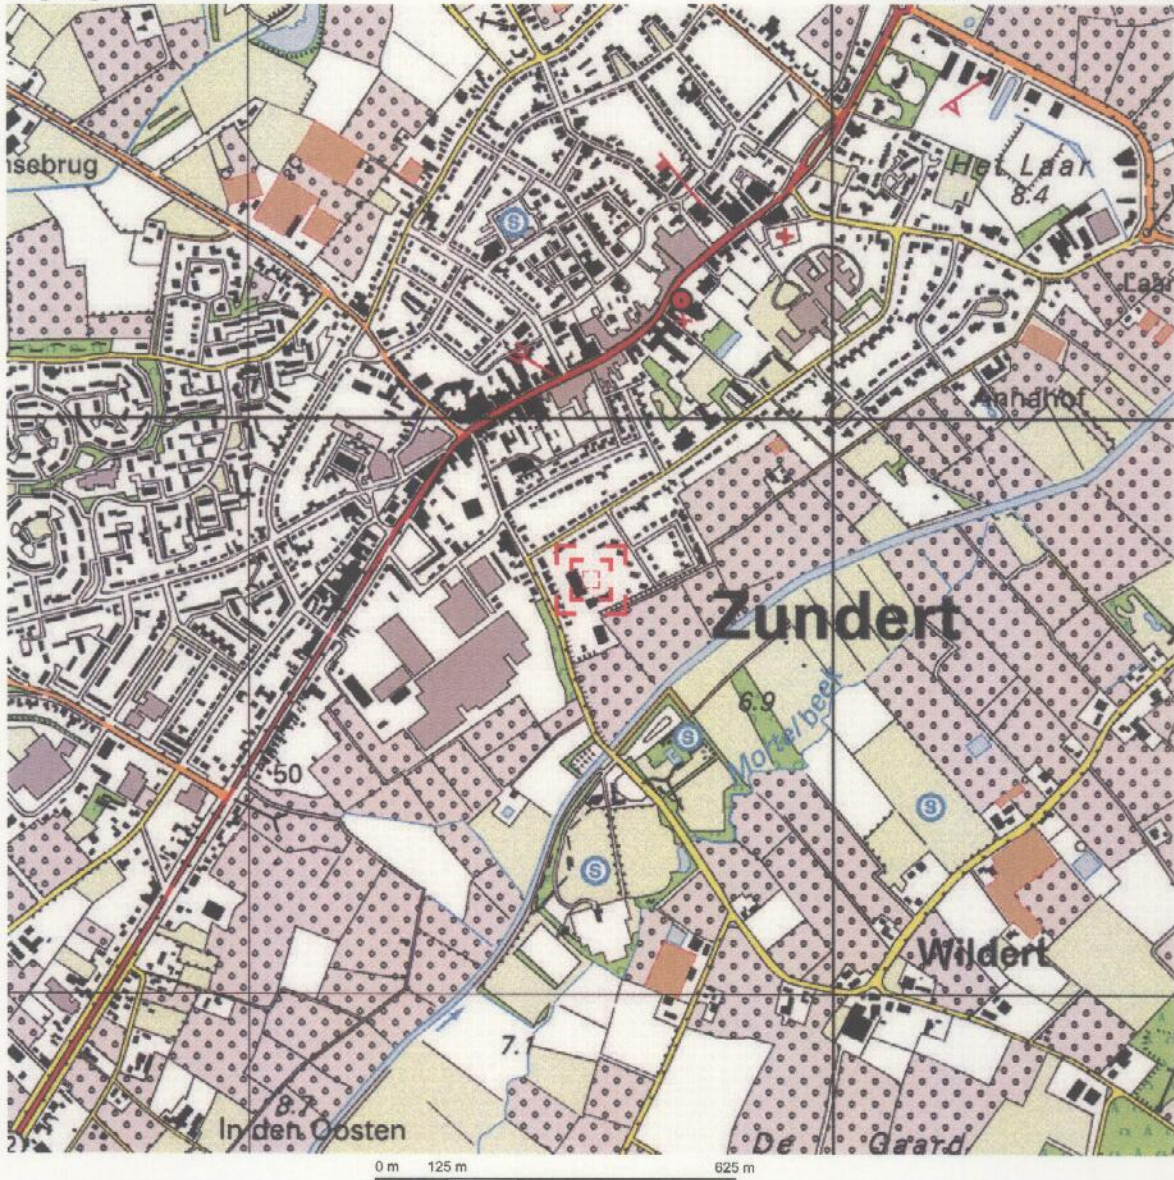 nsebrug
Het Laar
8.4
S
Laar
Annahof
Zundert
6.9
S
Mortelbeek
50
S
S
Wildert
7.1
8.7
In den Oosten
De Gaard
0 m 125 m 625 m